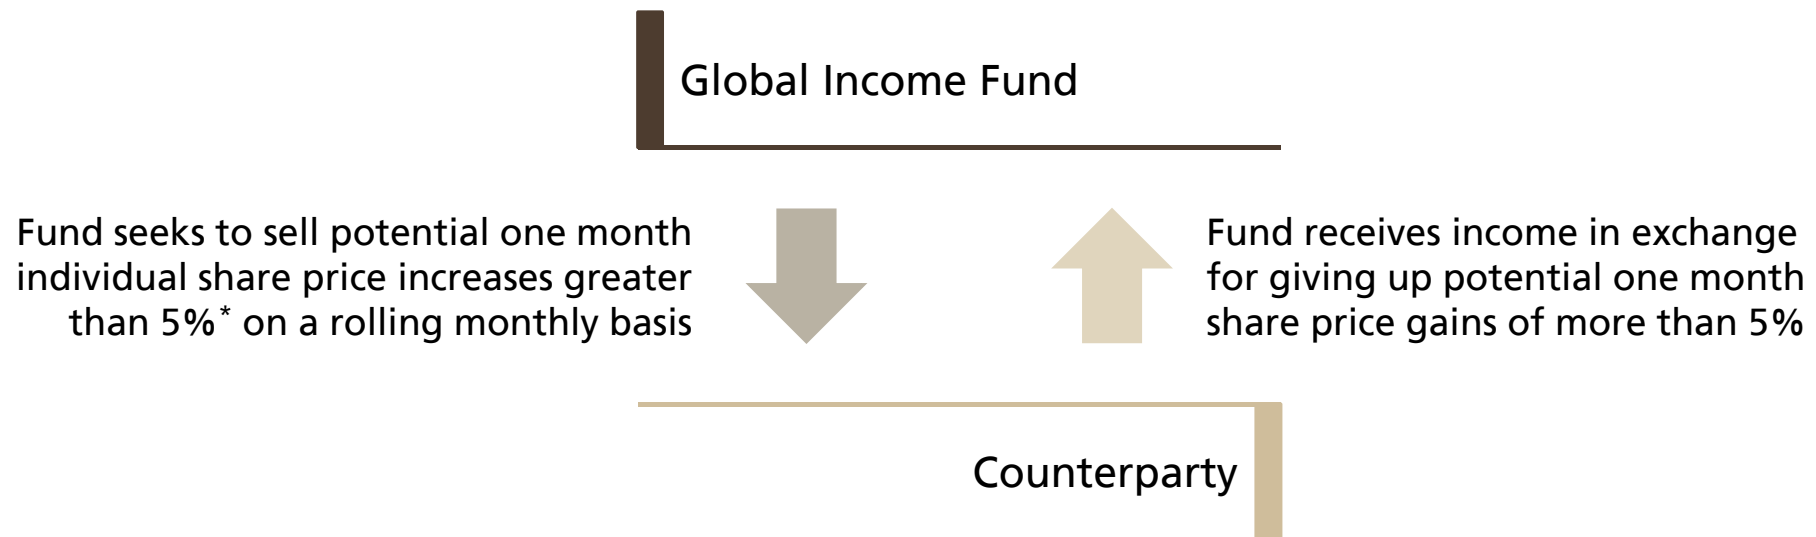 Global Income Fund
Fund seeks to sell potential one month
individual share price increases greater
than 5%* on a rolling monthly basis
Fund receives income in exchange
for giving up potential one month
share price gains of more than 5%
Counterparty